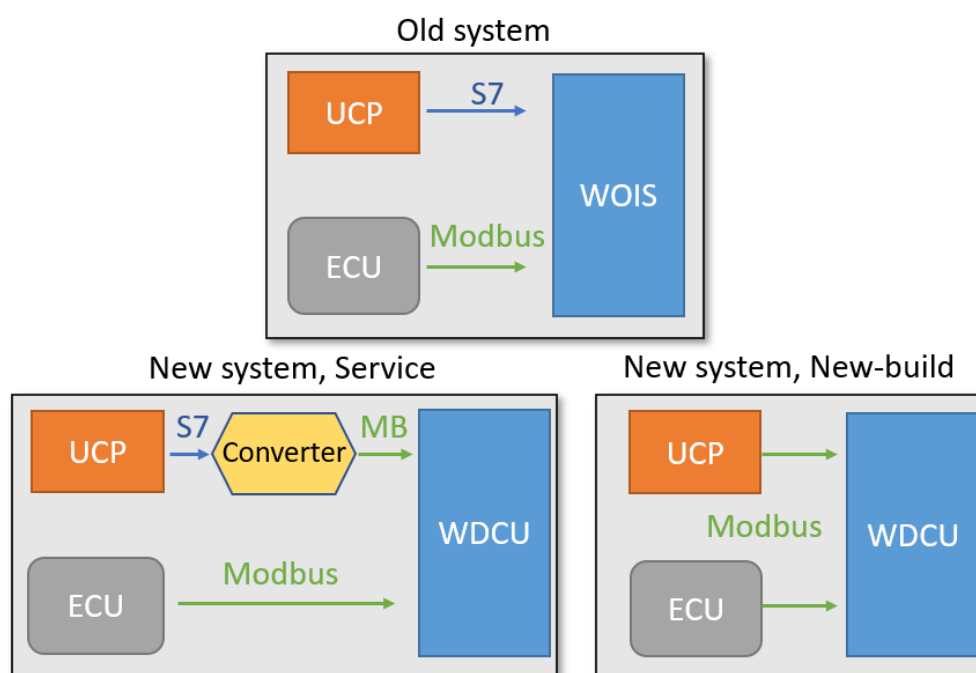 Old system
UCP
S7
WOIS
ECU
Modbus
New system, Service
UCP
S7
Converter
MB
WDCU
ECU
Modbus
New system, New-build
UCP
Modbus
WDCU
ECU